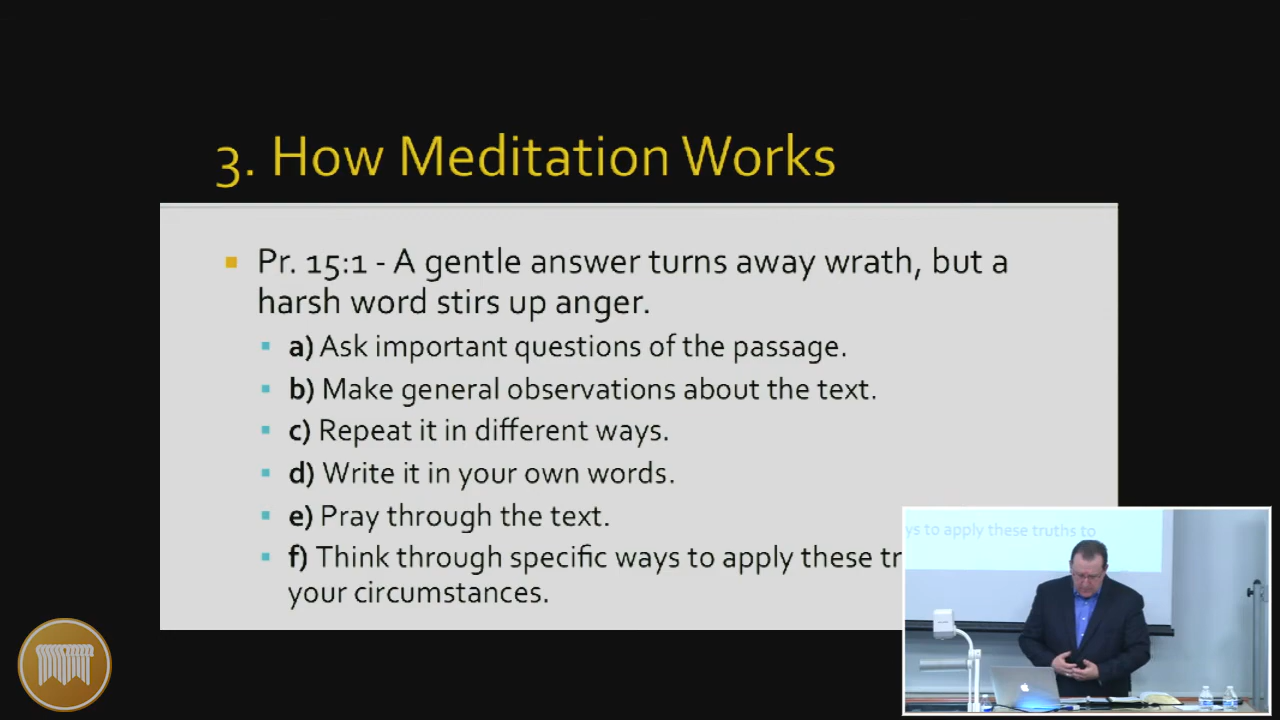 3. How Meditation Works
Pr. 15:1 - A gentle answer turns away wrath, but a
harsh word stirs up anger.
a) Ask important questions of the passage.
b) Make general observations about the text.
c) Repeat it in different ways.
d) Write it in your own words.
e) Pray through the text.
f) Think through specific ways to apply these tr
your circumstances.
ys to apply these truths to